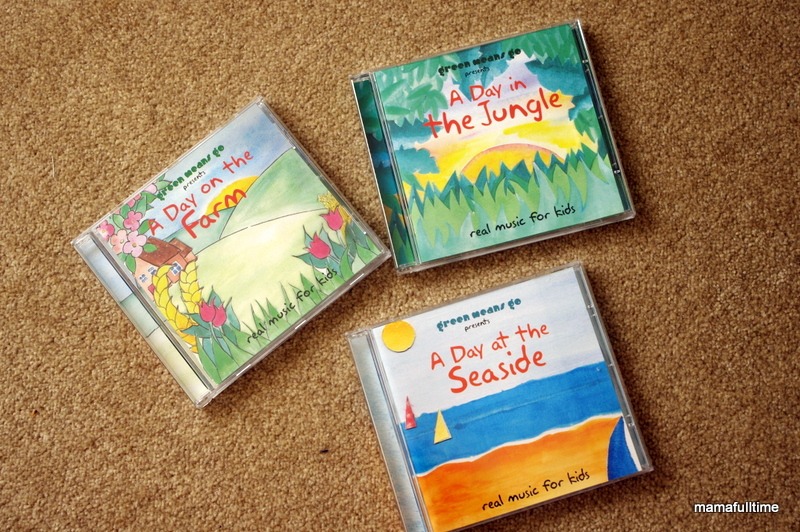 green means go
presents
A Day on the
Farm
real music for kids
green means go
presents
A Day in
the Jungle
real music for kids
green means go
presents
A Day at the
Seaside
real music for kids
mamafulltime